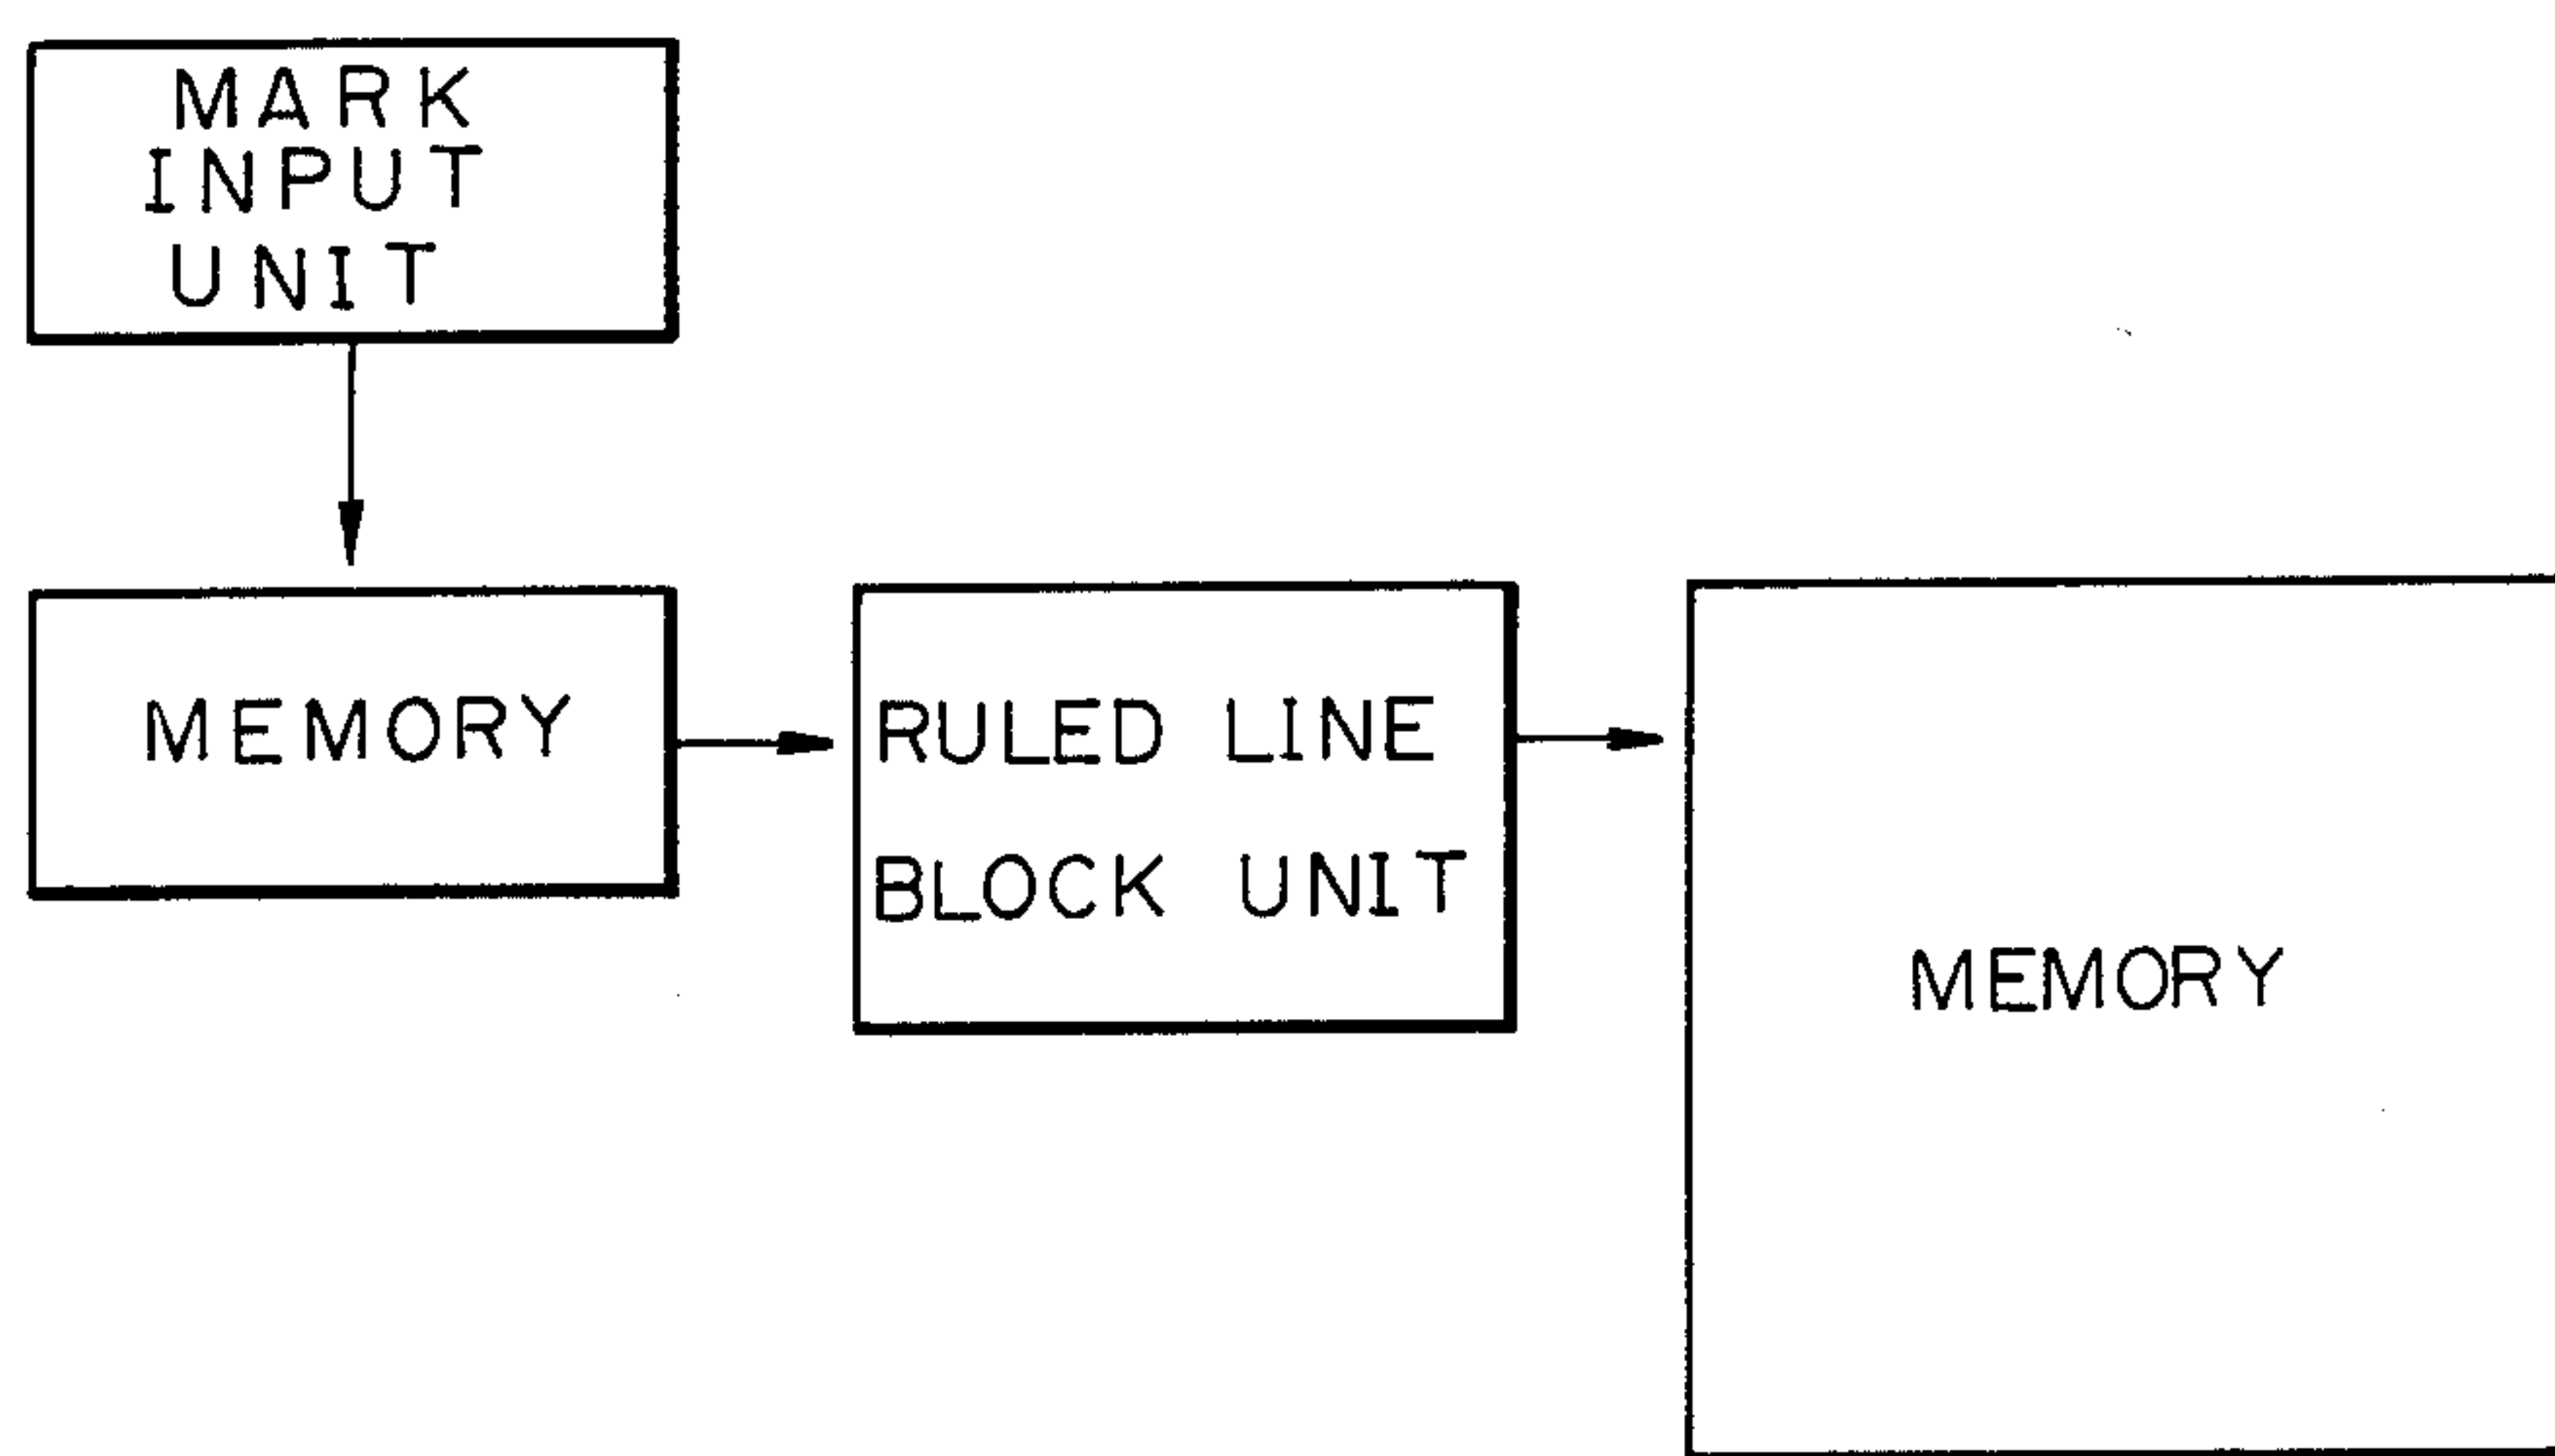 MARK
INPUT
UNIT
MEMORY
RULED LINE
BLOCK UNIT
MEMORY